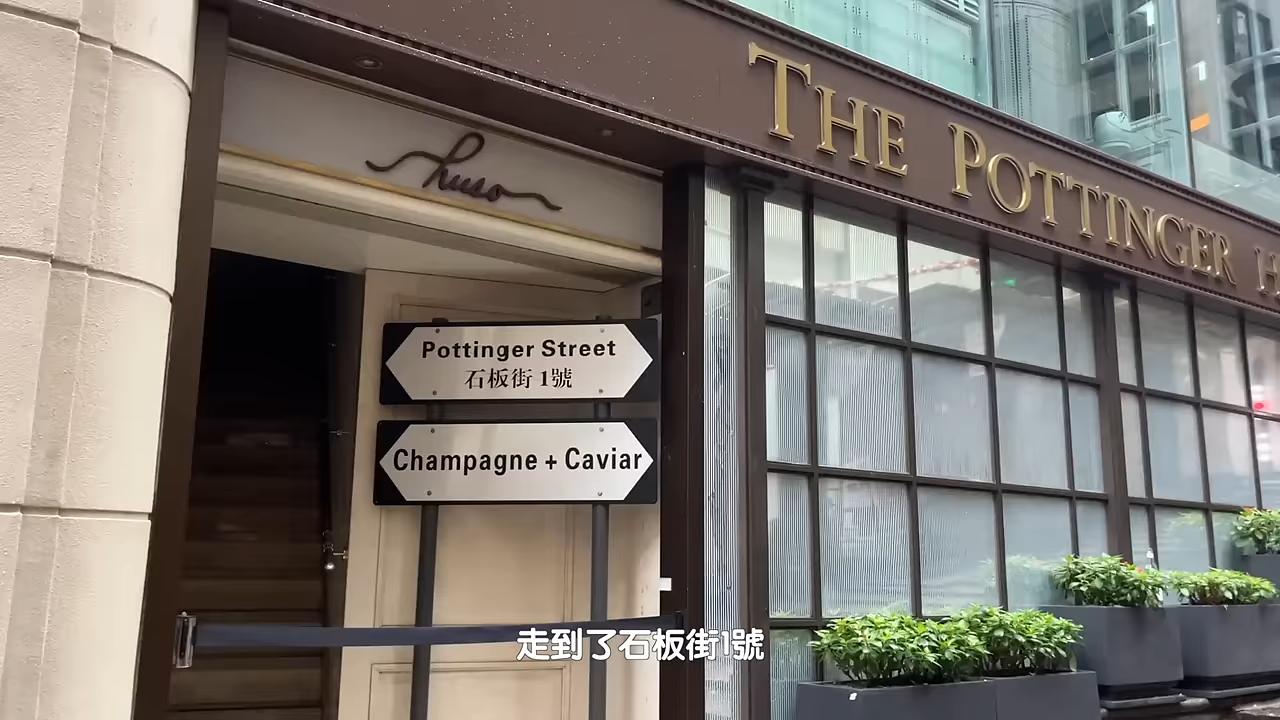 THE POTTINGER H
huso
Pottinger Street
石板街 1號
Champagne + Caviar
走到了石板街1號